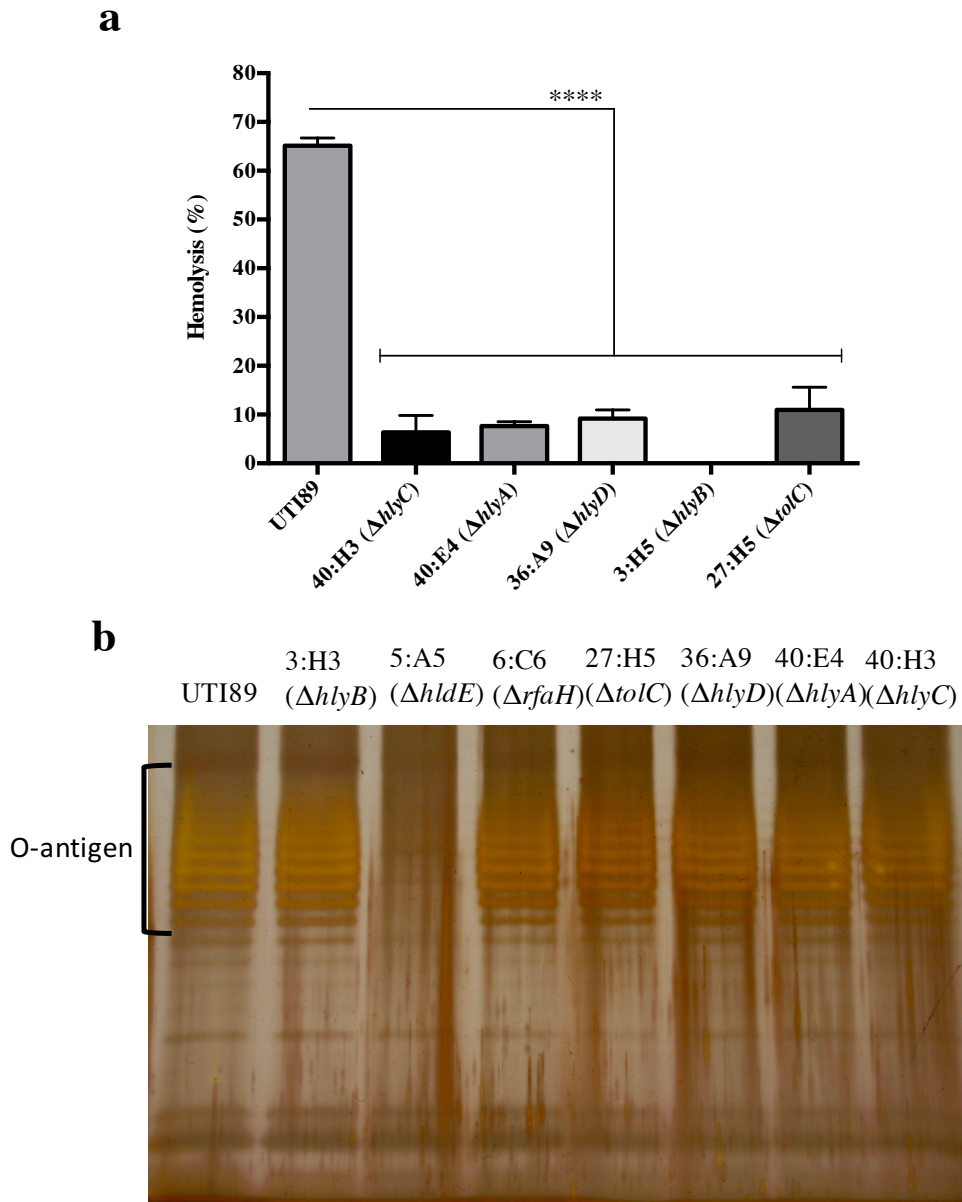 a
80
70
60
50
40
30
20
10
0
Hemolysis (%)
****
UTI89
40:H3 (ΔhlyC)
40:E4 (ΔhlyA)
36:A9 (ΔhlyD)
3:H5 (ΔhlyB)
27:H5 (ΔtolC)
b
UTI89
3:H3 (ΔhlyB)
5:A5 (ΔhldE)
6:C6 (ΔrfaH)
27:H5 (ΔtolC)
36:A9 (ΔhlyD)
40:E4 (ΔhlyA)
40:H3 (ΔhlyC)
O-antigen